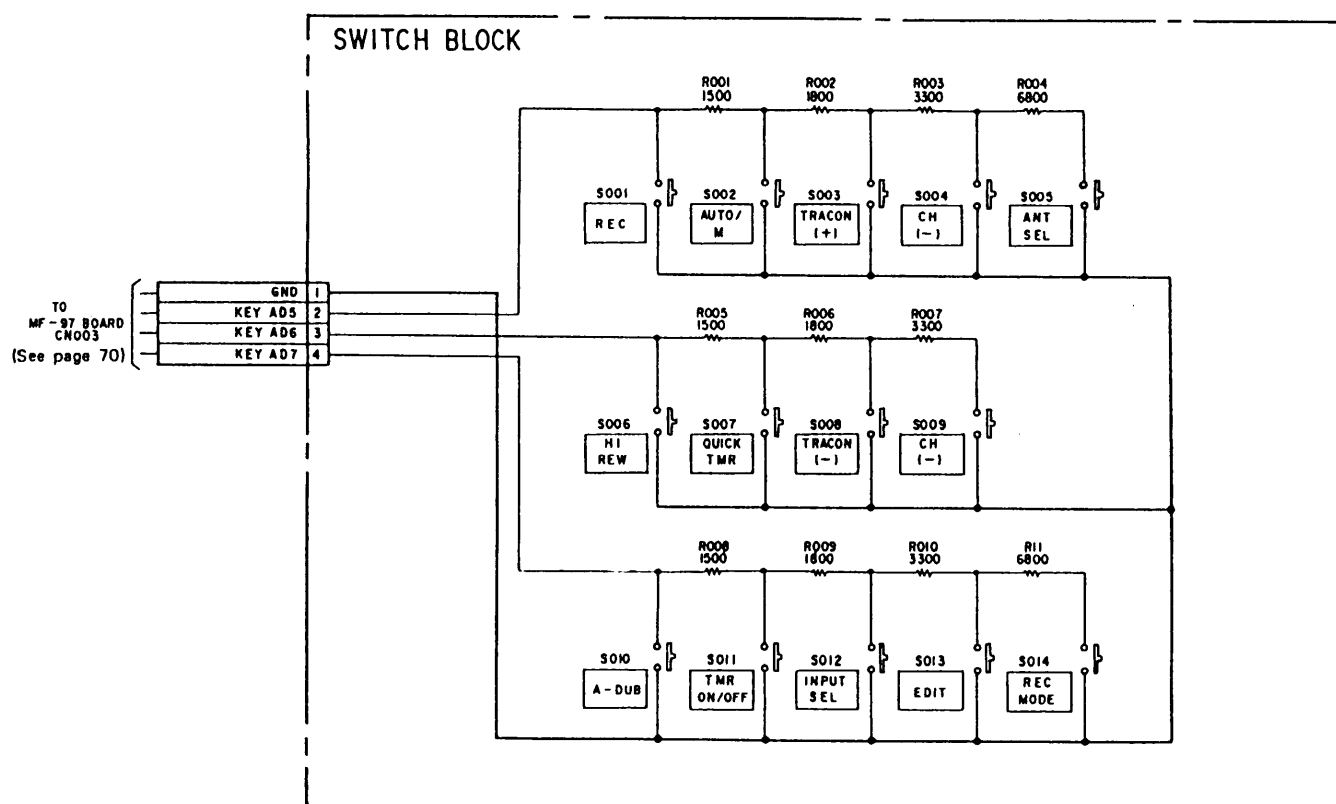 SWITCH BLOCK
R001
1500
R002
1800
R003
3300
R004
6800
S001
REC
S002
AUTO/
M
S003
TRACON
(+)
S004
CH
(-)
S005
ANT
SEL
TO
MF-97 BOARD
CN003
(See page 70)
GND 1
KEY AD5 2
KEY AD6 3
KEY AD7 4
R005
1500
R006
1800
R007
3300
S006
HI
REW
S007
QUICK
TMR
S008
TRACON
(-)
S009
CH
(-)
R008
1500
R009
1800
R010
3300
R11
6800
S010
A-DUB
S011
TMR
ON/OFF
S012
INPUT
SEL
S013
EDIT
S014
REC
MODE